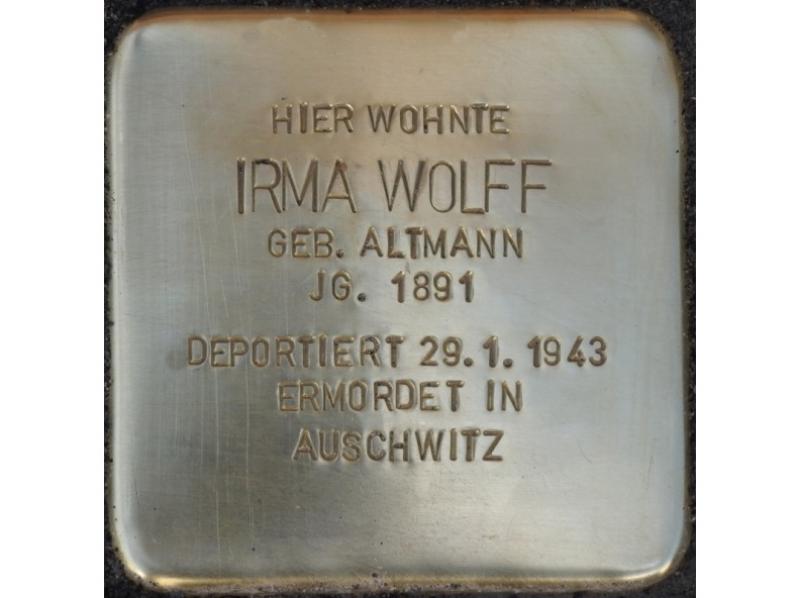 HIER WOHNTE
IRMA WOLFF
GEB. ALTMANN
JG. 1891
DEPORTIERT 29.1.1943
ERMORDET IN
AUSCHWITZ